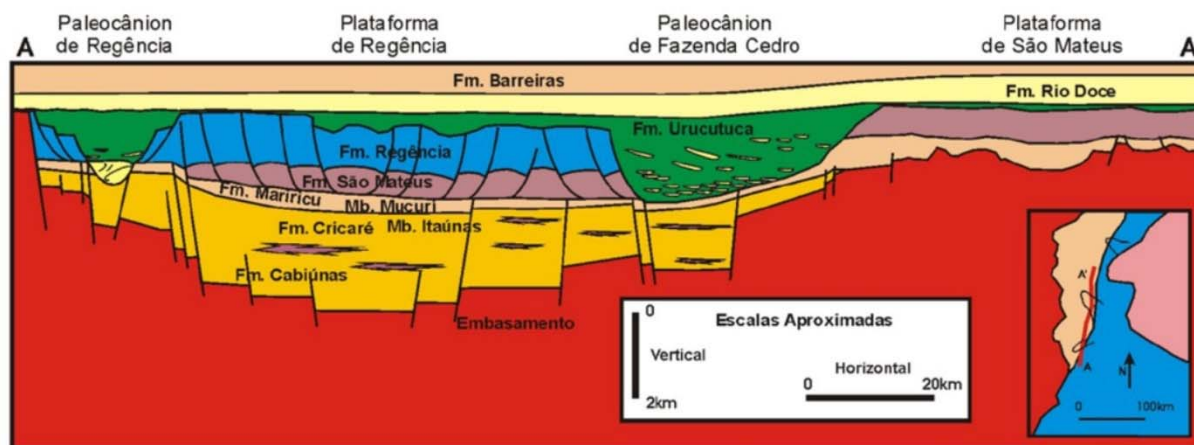 Paleocânion
de Regência
Plataforma
de Regência
Paleocânion
de Fazenda Cedro
Plataforma
de São Mateus
A
A'
Fm. Barreiras
Fm. Rio Doce
Fm. Urucutuca
Fm. Regência
Fm. São Mateus
Fm. Mariricu
Mb. Mucuri
Fm. Cricaré
Mb. Itaúnas
Fm. Cabiúnas
Embasamento
0
Vertical
2km
Escalas Aproximadas
Horizontal
0 20km
A'
A
N
0 100km